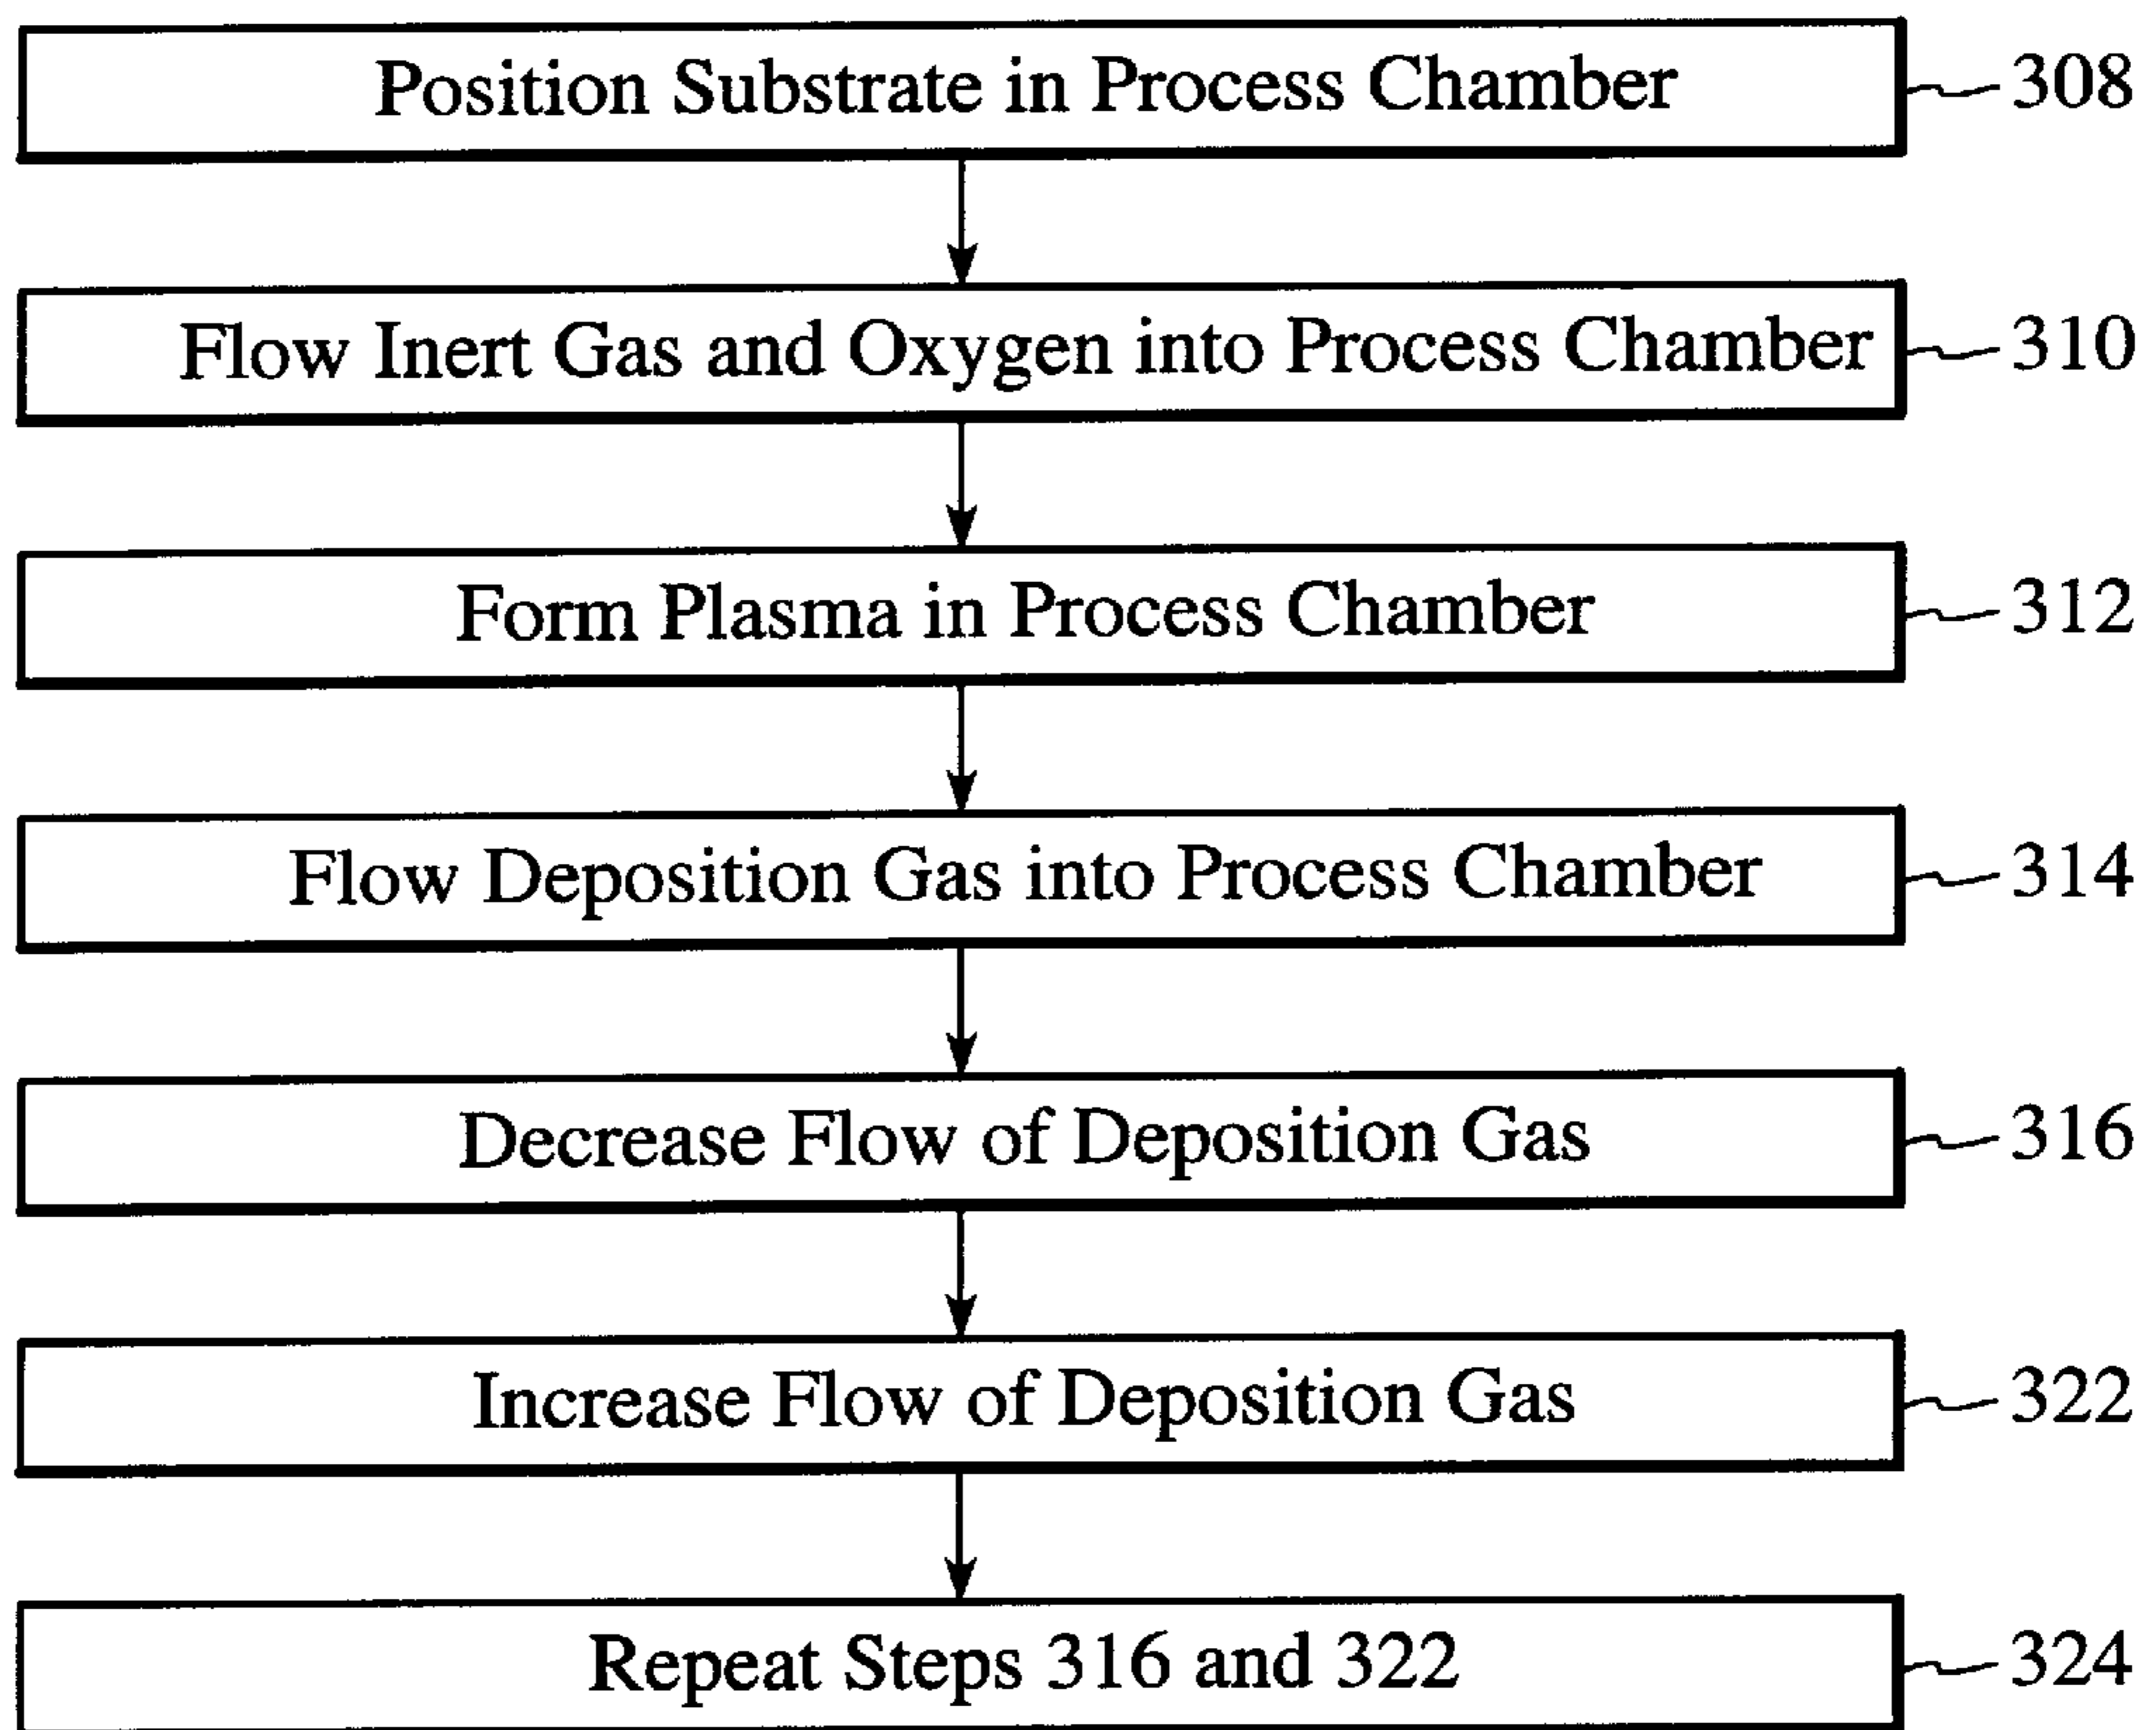 Position Substrate in Process Chamber 308
Flow Inert Gas and Oxygen into Process Chamber 310
Form Plasma in Process Chamber 312
Flow Deposition Gas into Process Chamber 314
Decrease Flow of Deposition Gas 316
Increase Flow of Deposition Gas 322
Repeat Steps 316 and 322 324